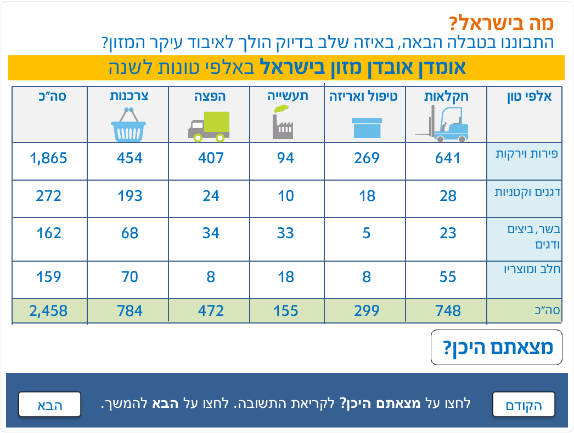 מה בישראל?
התבוננו בטבלה הבאה, באיזה שלב בדיוק הולך לאיבוד עיקר המזון?
אומדן אובדן מזון בישראל באלפי טונות לשנה
אלפי טון חקלאות טיפול ואריזה תעשייה הפצה צרכנות סה״כ
פירות וירקות 641 269 94 407 454 1,865
דגנים וקטניות 28 18 10 24 193 272
בשר, ביצים ודגים 23 5 33 34 68 162
חלב ומוצריו 55 8 18 8 70 159
סה״כ 748 299 155 472 784 2,458
מצאתם היכן?
הקודם לחצו על מצאתם היכן? לקריאת התשובה. לחצו על הבא להמשך. הבא